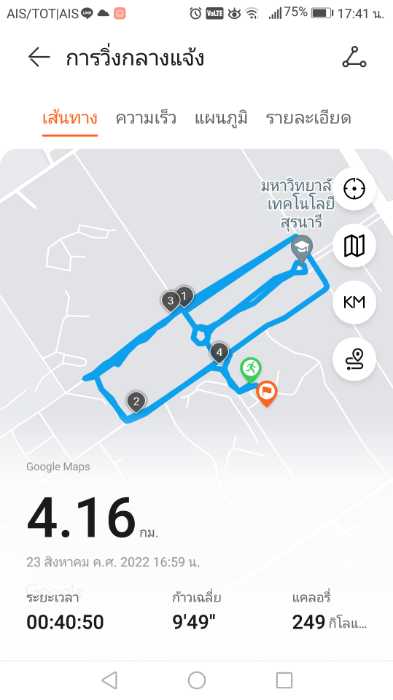 AIS/TOT|AIS 75% 17:41 น.
การวิ่งกลางแจ้ง
เส้นทาง ความเร็ว แผนภูมิ รายละเอียด
มหาวิทยาลั
เทคโนโลยี
สุรนารี
KM
3 1
4
2
Google Maps
4.16 กม.
23 สิงหาคม ค.ศ. 2022 16:59 น.
ระยะเวลา ก้าวเฉลี่ย แคลอรี่
00:40:50 9'49" 249 กิโลแ...